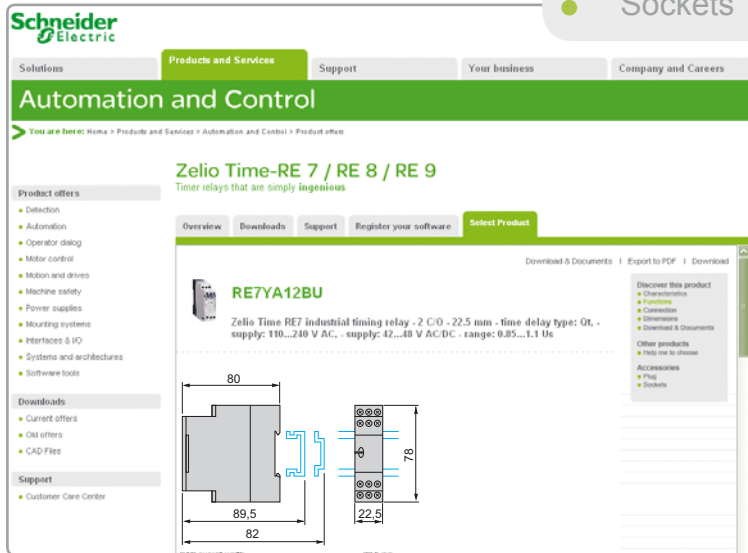 Sockets
Schneider
Electric
Solutions
Products and Services
Support
Your business
Company and Careers
Automation and Control
You are here: Home > Products and Services > Automation and Control > Product offers
Zelio Time-RE 7 / RE 8 / RE 9
Timer relays that are simply ingenious
Product offers
Detection
Automation
Operator dialog
Motor control
Motion and drives
Machine safety
Power supplies
Mounting systems
Interfaces & I/O
Systems and architectures
Software tools
Downloads
Current offers
Old offers
CAD Files
Support
Customer Care Center
Overview
Downloads
Support
Register your software
Select Product
Download & Documents I Export to PDF I Download
RE7YA12BU
Zelio Time RE7 industrial timing relay - 2 C/O - 22.5 mm - time delay type: Qt, -
supply: 110...240 V AC, - supply: 42...48 V AC/DC - range: 0.85...1.1 Us
Discover this product
Characteristics
Functions
Connection
Dimensions
Download & Documents
Other products
Help me to choose
Accessories
Plug
Sockets
80
78
89,5
22,5
82